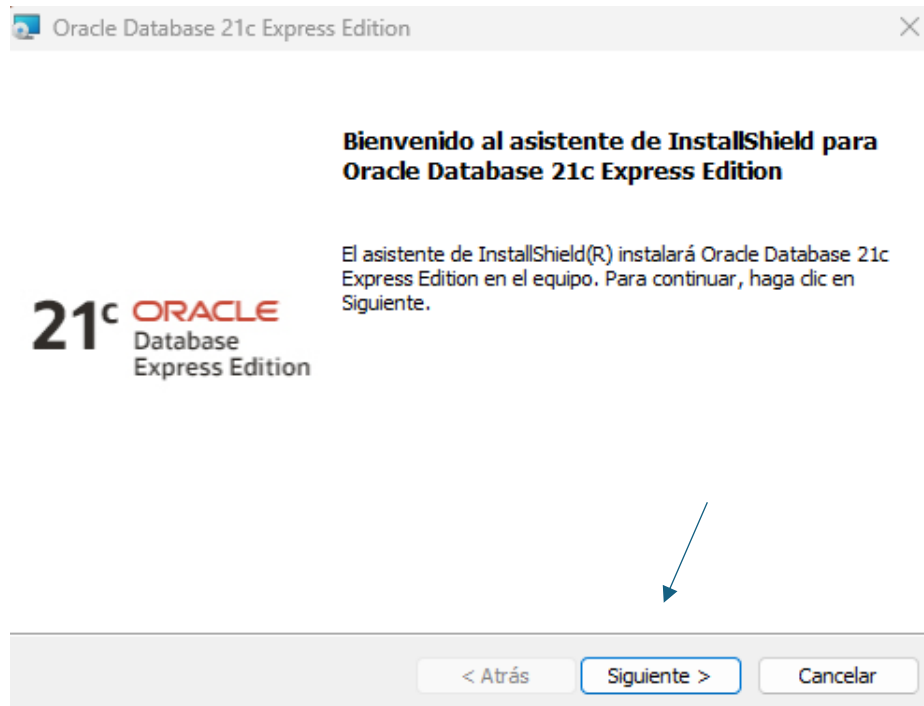 Oracle Database 21c Express Edition
Bienvenido al asistente de InstallShield para
Oracle Database 21c Express Edition
El asistente de InstallShield(R) instalará Oracle Database 21c
Express Edition en el equipo. Para continuar, haga clic en
Siguiente.
21c ORACLE
Database
Express Edition
< Atrás
Siguiente >
Cancelar